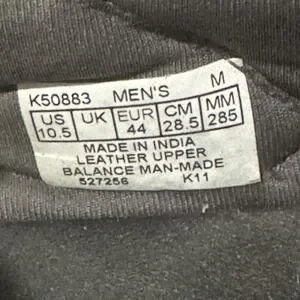 K50883 MEN'S M
US UK EUR CM MM
10.5 44 28.5 285
MADE IN INDIA
LEATHER UPPER
BALANCE MAN-MADE
527256 K11